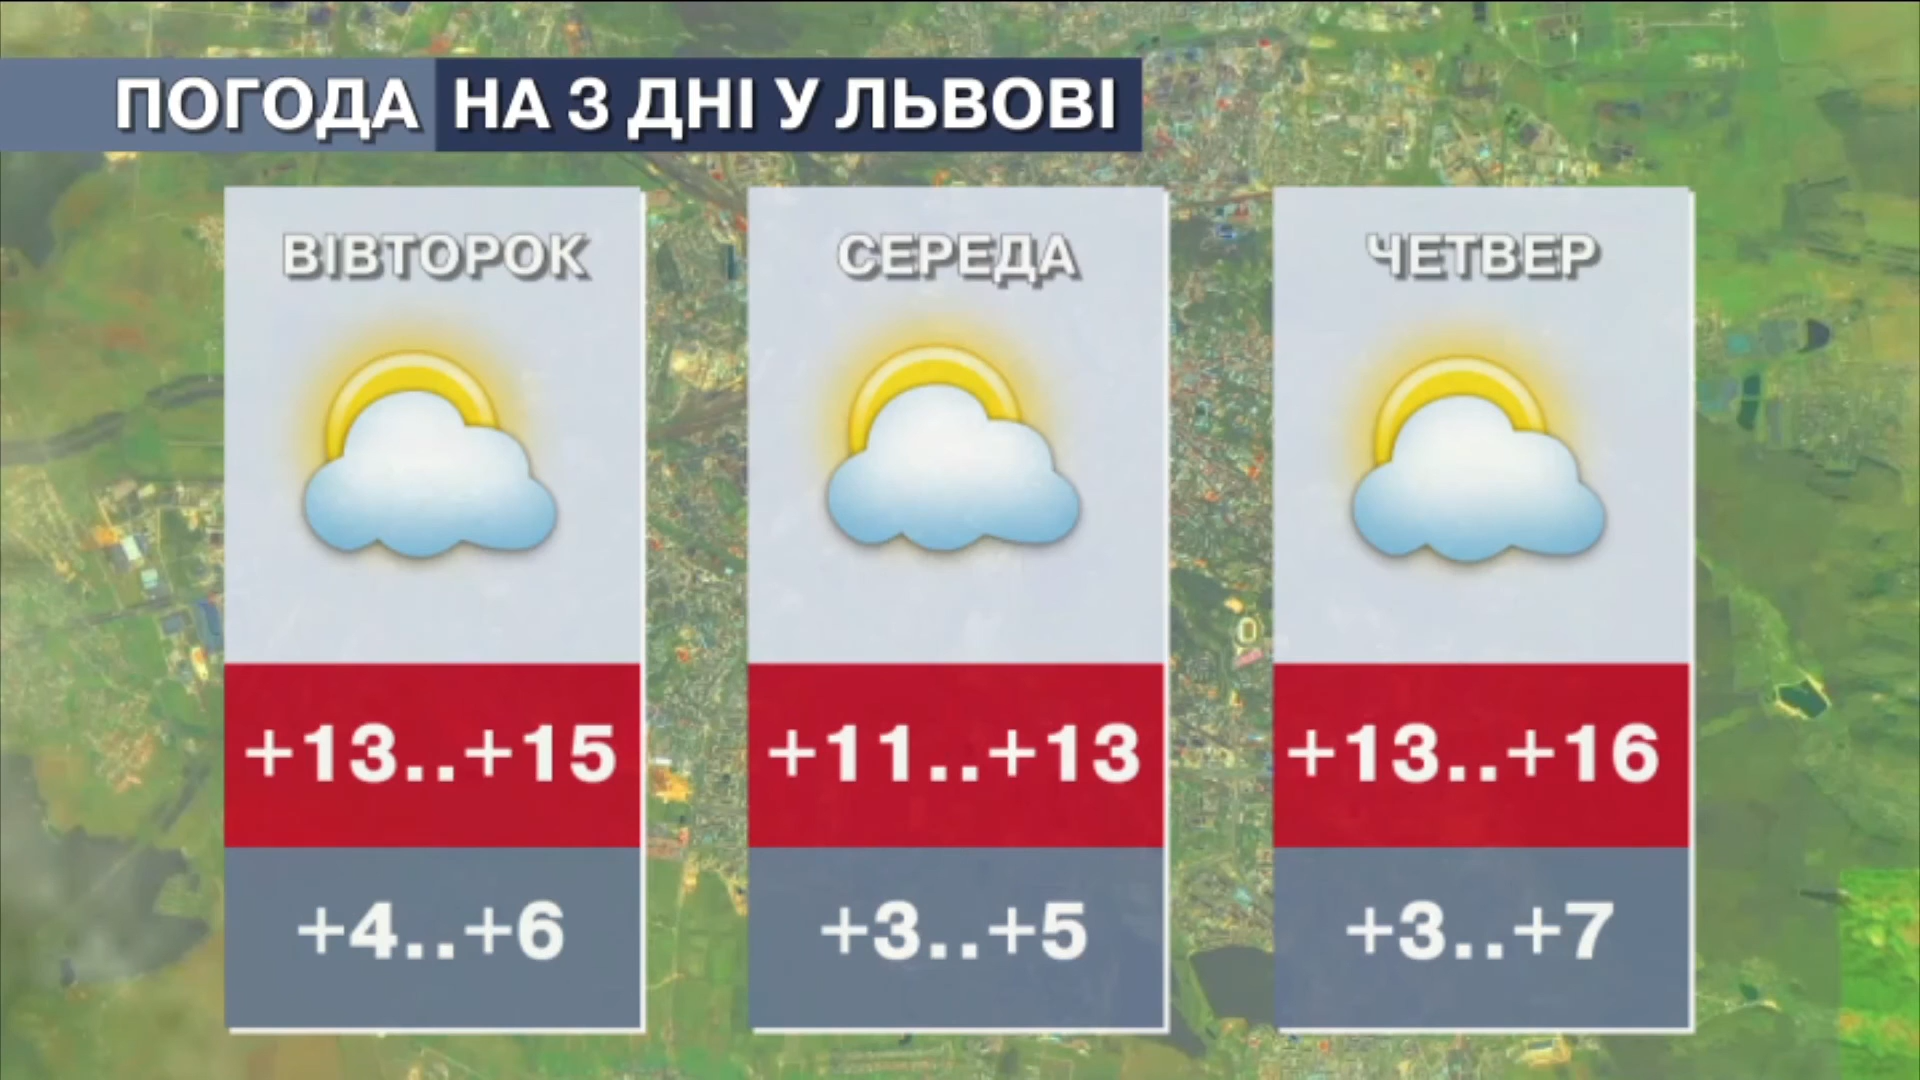 ПОГОДА НА 3 ДНІ У ЛЬВОВІ
ВІВТОРОК
+13..+15
+4..+6
СЕРЕДА
+11..+13
+3..+5
ЧЕТВЕР
+13..+16
+3..+7